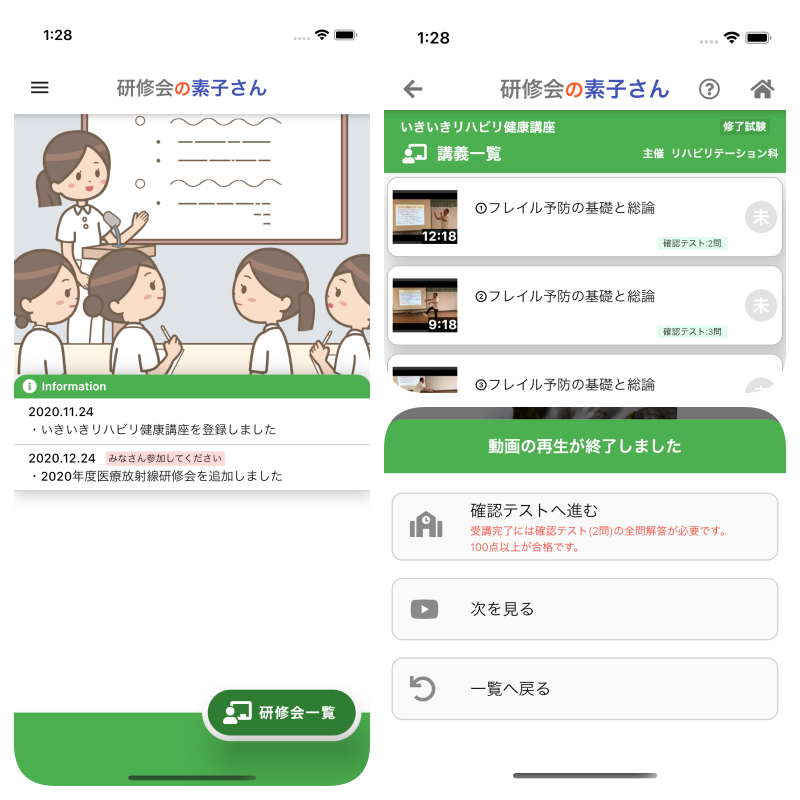 1:28
研修会の素子さん
Information
2020.11.24
・いきいきリハビリ健康講座を登録しました
2020.12.24 みなさん参加してください
・2020年度医療放射線研修会を追加しました
研修会一覧
1:28
研修会の素子さん
いきいきリハビリ健康講座 修了試験
講義一覧 主催 リハビリテーション科
①フレイル予防の基礎と総論
12:18
未
確認テスト:2問
②フレイル予防の基礎と総論
9:18
未
確認テスト:3問
③フレイル予防の基礎と総論
動画の再生が終了しました
確認テストへ進む
受講完了には確認テスト(2問)の全問解答が必要です。
100点以上が合格です。
次を見る
一覧へ戻る